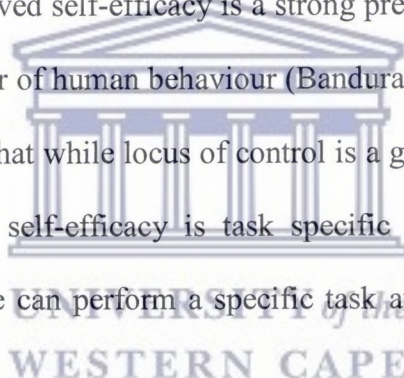 ved self-efficacy is a strong pre
r of human behaviour (Bandura
hat while locus of control is a g
self-efficacy is task specific
e can perform a specific task a
UNIVERSITY of the
WESTERN CAPE